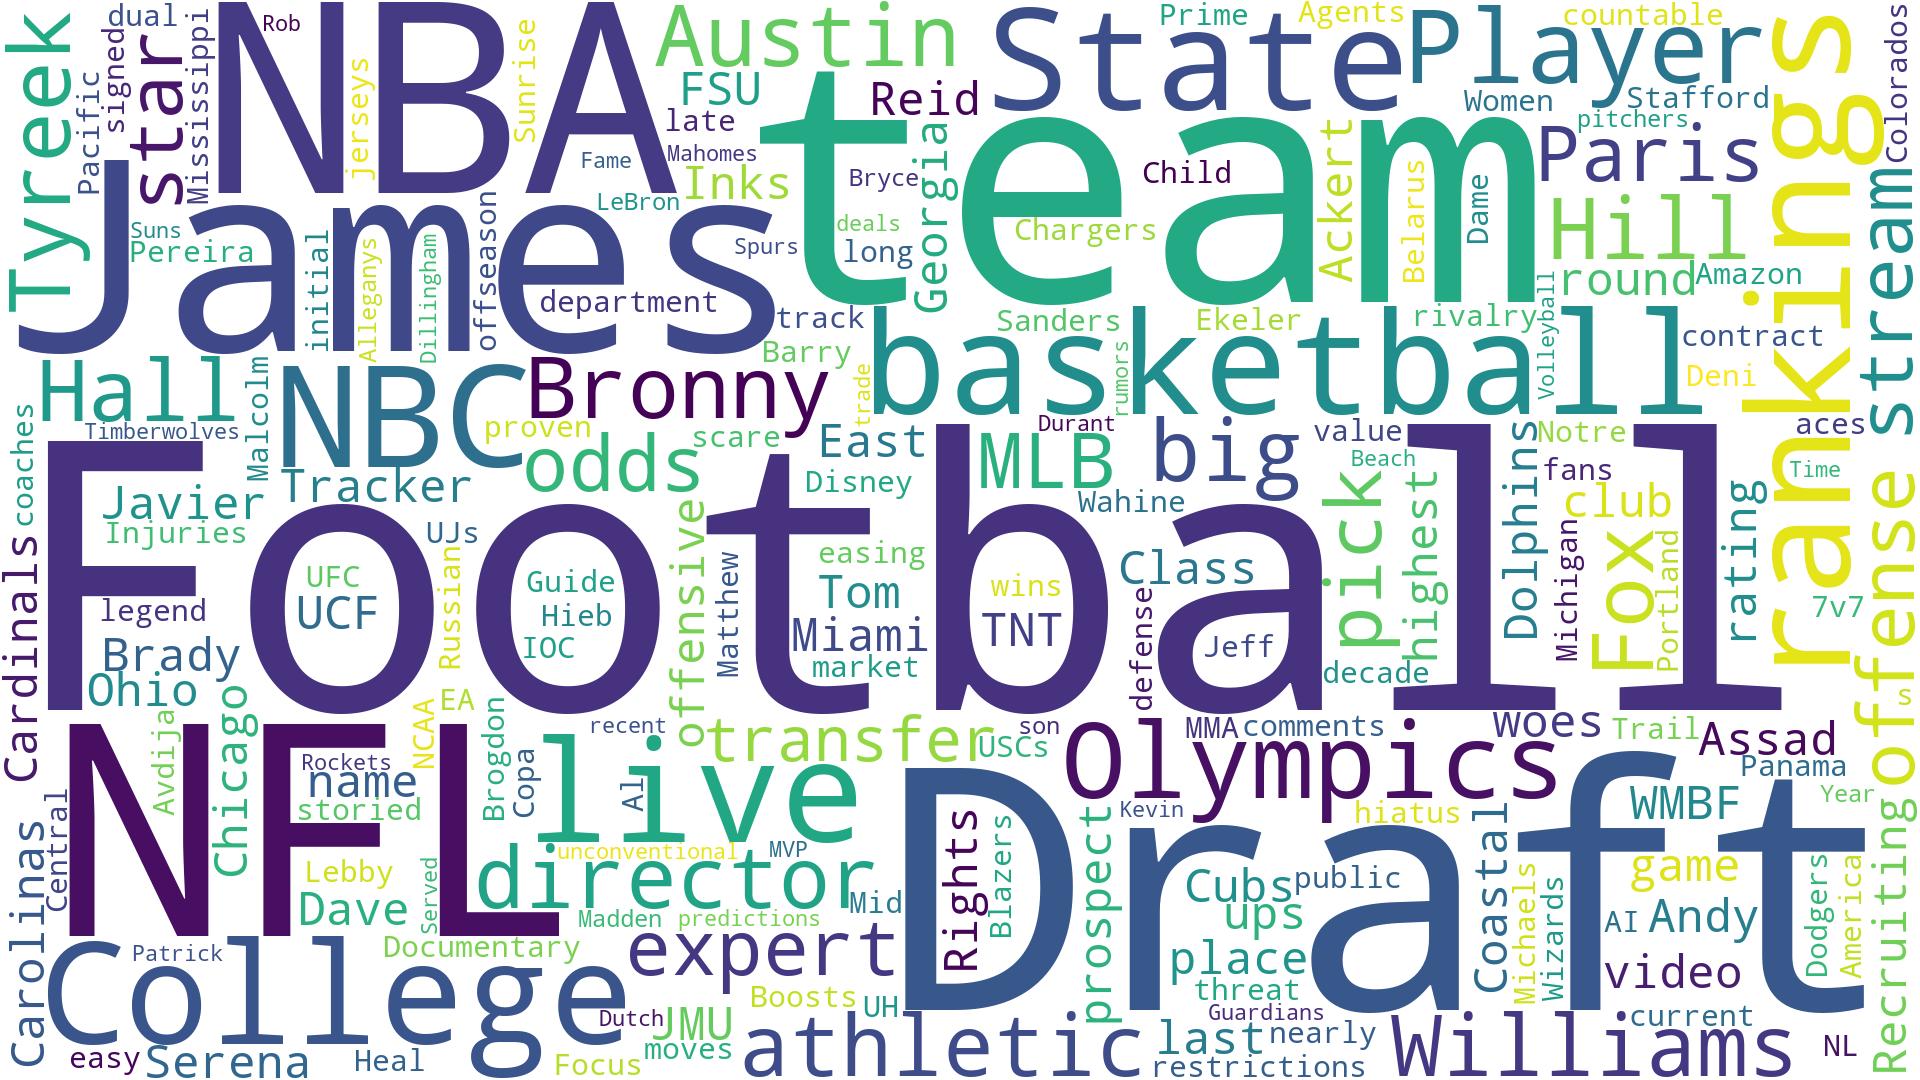 dual
signed
Pacific
Tyreek
star
Mississippi
NBA
Rob
jerseys
Sunrise
Austin
FSU
late
Mahomes
Fame
LeBron
Inks
Reid
State
Prime
Agents
Player
countable
Women
Stafford
pitchers
Paris
rankings
Colorados
team
Georgia
Child
Bryce
deals
long
Spurs
Chargers
Ackert
Belarus
Dame
Hill
round
Amazon
stream
James
Suns
Pereira
initial
Alleganys
Dillingham
offseason
department
track
Barry
Sanders
Ekeler
rivalry
Volleyball
contract
Deni
Hall
Malcolm
NBC
Bronny
trade
basketball
rumors
Durant
coaches
Timberwolves
proven
scare
odds
East
Disney
MLB
big
value
Beach
Notre
fans
aces
Time
Javier
Tracker
Injuries
UJs
Wahine
pick
highest
Dolphins
club
Michigan
Fox
Portland
rating
7v7
offense
s
Football
Cardinals
legend
UFC
UCF
Russian
Guide
Hieb
IOC
offensive
Matthew
easing
Tom
Miami
market
wins
TNT
Class
defense
Jeff
decade
Brady
Ohio
EA
NCAA
Avdija
Chicago
Rockets
name
storied
Brogdon
Copa
recent
transfer
USCs
son
Olympics
MMA
comments
woes
Trail
Assad
Panama
Year
live
Al
NFL
Central
Carolinas
Lebby
Dave
Served
unconventional
MVP
director
Madden
predictions
Mid
Rights
Blazers
Draft
Kevin
prospect
hiatus
Cubs
public
ups
place
threat
Guardians
Coastal
Michaels
Wizards
WMBF
game
AI
Andy
video
Dodgers
America
Recruiting
College
Patrick
Documentary
expert
Boosts
UH
Dutch
JMU
moves
athletic
last
nearly
restrictions
Williams
current
NL
easy
Serena
Heal
Focus